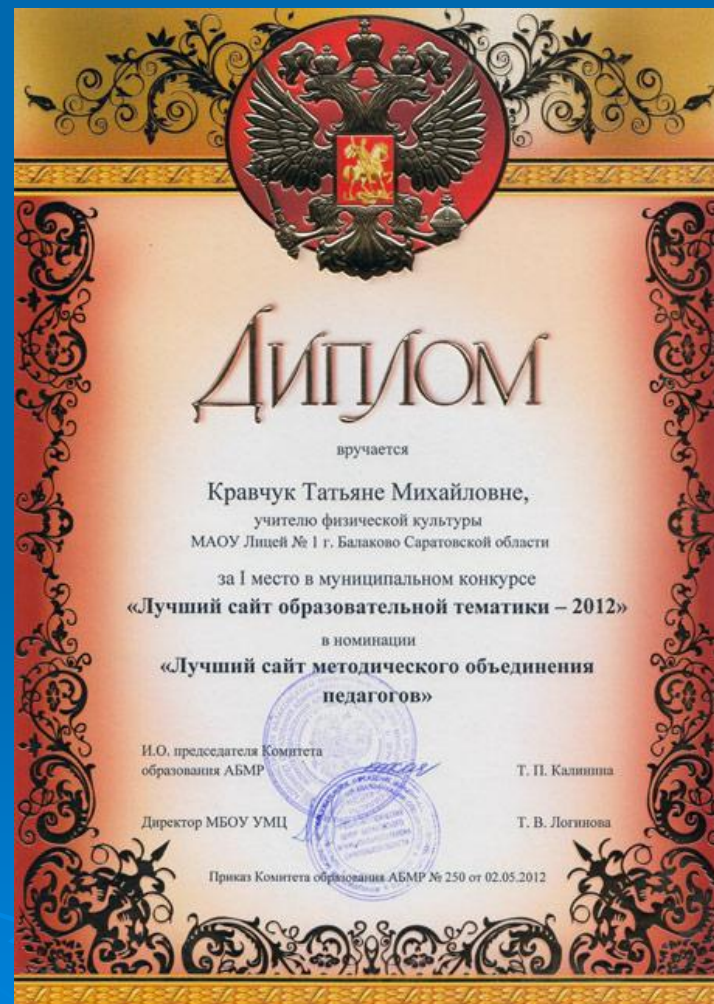 Диплом
вручается
Кравчук Татьяне Михайловне,
учителю физической культуры
МАОУ Лицей № 1 г. Балаково Саратовской области
за I место в муниципальном конкурсе
«Лучший сайт образовательной тематики – 2012»
в номинации
«Лучший сайт методического объединения
педагогов»
И.О. председателя Комитета
образования АБМР
Т. П. Калинина
Директор МБОУ УМЦ
Т. В. Логинова
Приказ Комитета образования АБМР № 250 от 02.05.2012